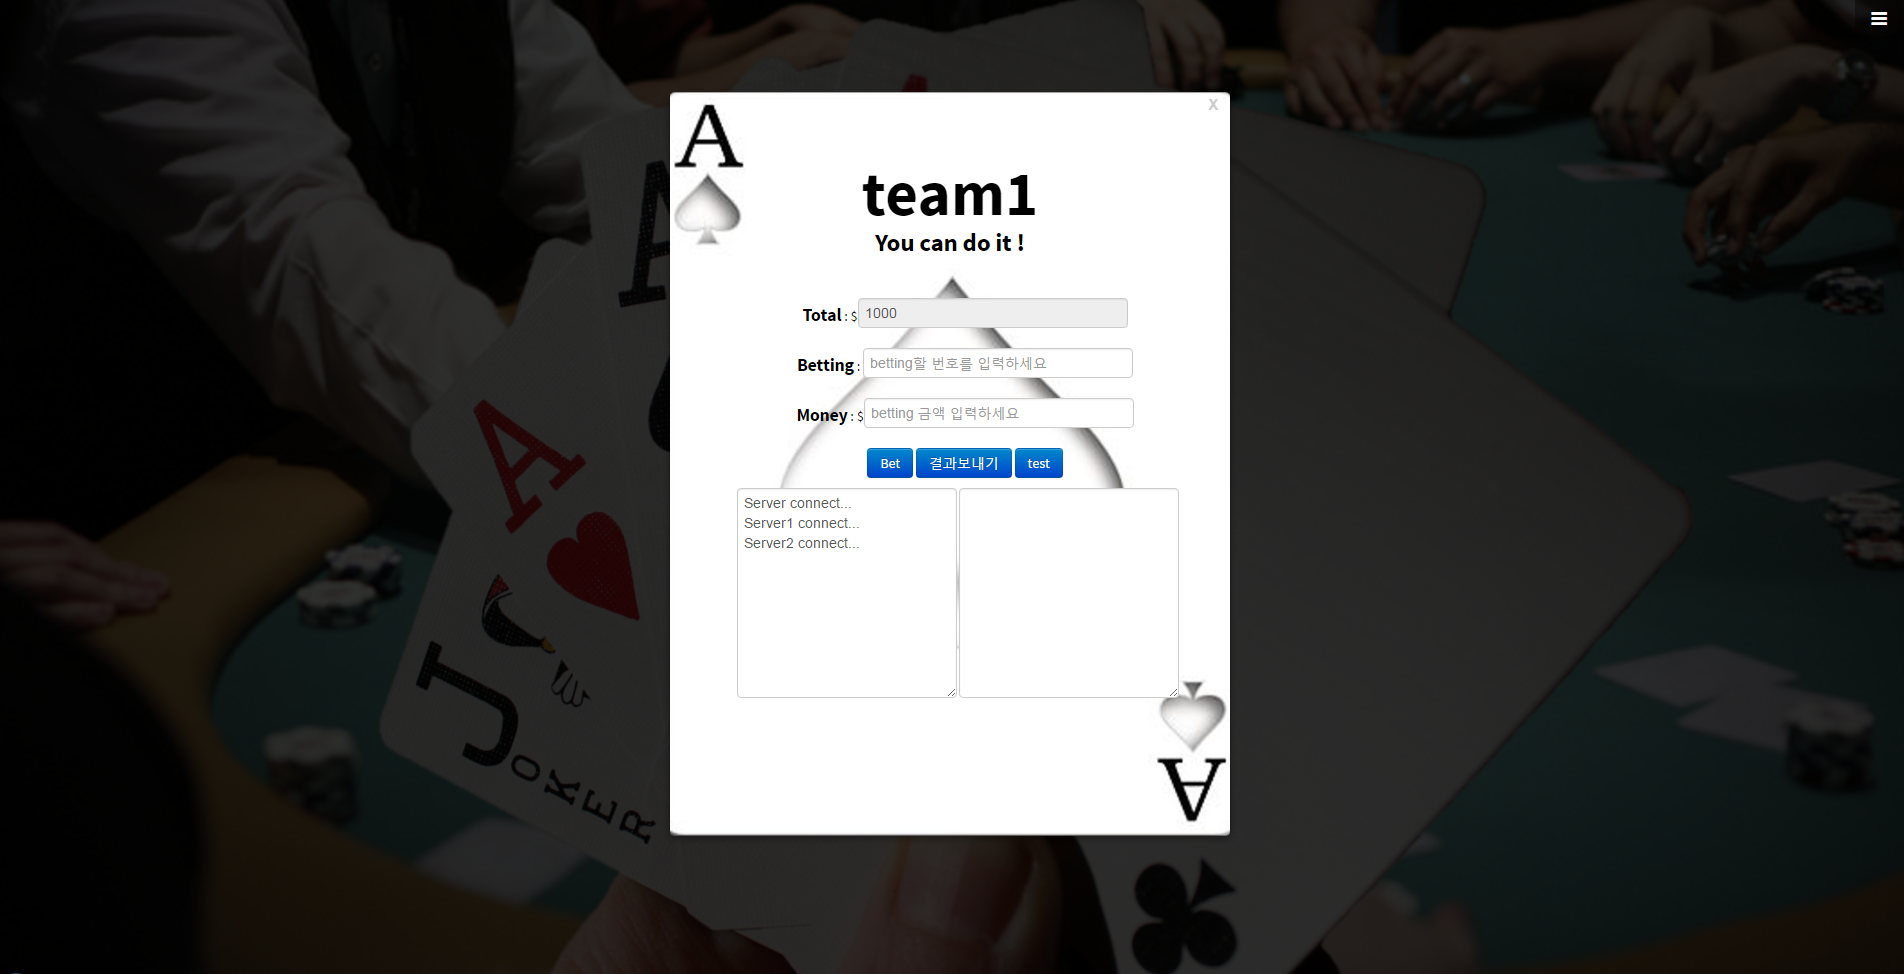 A
X
team1
You can do it !
Total : $ 1000
Betting : betting할 번호를 입력하세요
Money : $ betting 금액 입력하세요
Bet 결과보내기 test
Server connect...
Server1 connect...
Server2 connect...
A
A
A
JOKER